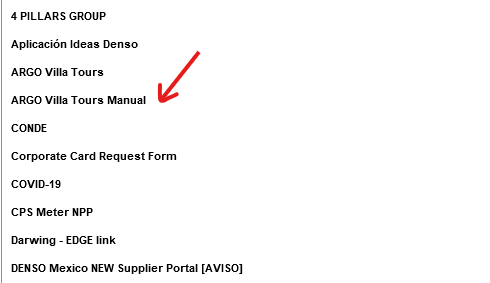 4 PILLARS GROUP
Aplicación Ideas Denso
ARGO Villa Tours
ARGO Villa Tours Manual
CONDE
Corporate Card Request Form
COVID-19
CPS Meter NPP
Darwing - EDGE link
DENSO Mexico NEW Supplier Portal [AVISO]